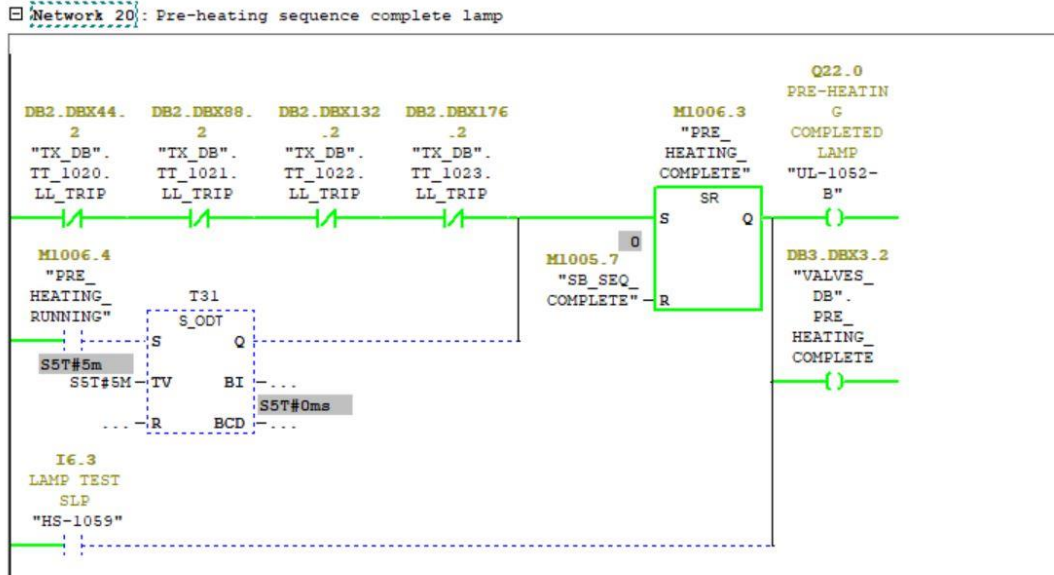 Network 20: Pre-heating sequence complete lamp
DB2.DBX44.
2
"TX_DB".
TT_1020.
LL_TRIP
DB2.DBX88.
2
"TX_DB".
TT_1021.
LL_TRIP
DB2.DBX132
.2
"TX_DB".
TT_1022.
LL_TRIP
DB2.DBX176
.2
"TX_DB".
TT_1023.
LL_TRIP
M1006.3
"PRE_
HEATING_
COMPLETE"
SR
S
Q
0
M1005.7
"SB_SEQ_
COMPLETE"
R
Q22.0
PRE-HEATIN
G
COMPLETED
LAMP
"UL-1052-
B"
M1006.4
"PRE_
HEATING_
RUNNING"
T31
S_ODT
S
Q
S5T#5m
S5T#5M
TV
BI
...
S5T#0ms
...
R
BCD
...
DB3.DBX3.2
"VALVES_
DB".
PRE_
HEATING_
COMPLETE
I6.3
LAMP TEST
SLP
"HS-1059"